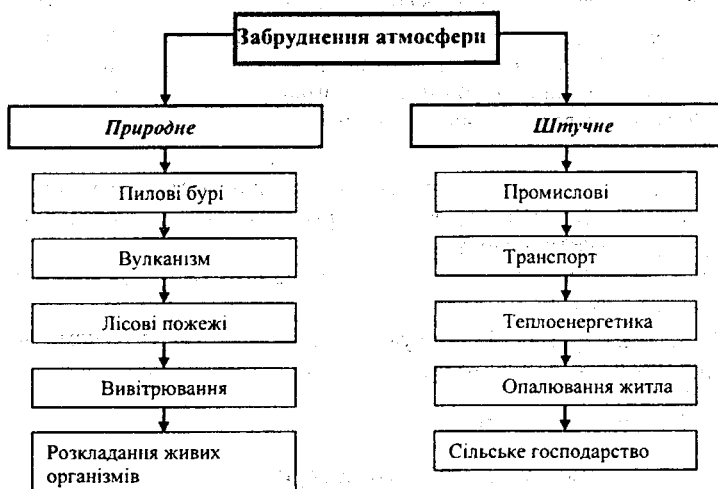 Забруднення атмосфери
Природне
Штучне
Пилові бурі
Вулканізм
Лісові пожежі
Вивітрювання
Розкладання живих
організмів
Промислові
Транспорт
Теплоенергетика
Опалювання житла
Сільське господарство